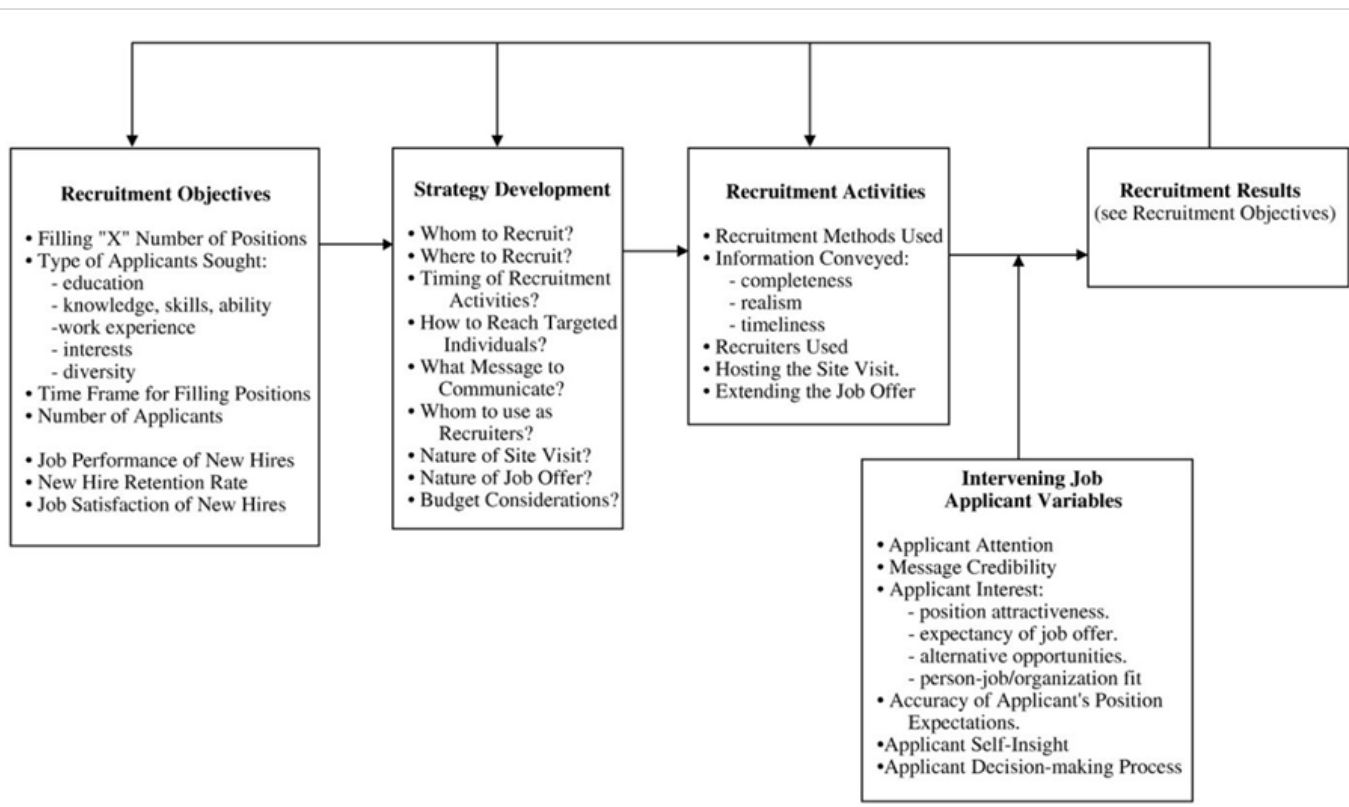 Recruitment Objectives
• Filling "X" Number of Positions
• Type of Applicants Sought:
- education
- knowledge, skills, ability
-work experience
- interests
- diversity
• Time Frame for Filling Positions
• Number of Applicants
• Job Performance of New Hires
• New Hire Retention Rate
• Job Satisfaction of New Hires
Strategy Development
• Whom to Recruit?
• Where to Recruit?
• Timing of Recruitment
Activities?
• How to Reach Targeted
Individuals?
• What Message to
Communicate?
• Whom to use as
Recruiters?
• Nature of Site Visit?
• Nature of Job Offer?
• Budget Considerations?
Recruitment Activities
• Recruitment Methods Used
• Information Conveyed:
- completeness
- realism
- timeliness
• Recruiters Used
• Hosting the Site Visit.
• Extending the Job Offer
Recruitment Results
(see Recruitment Objectives)
Intervening Job
Applicant Variables
• Applicant Attention
• Message Credibility
• Applicant Interest:
- position attractiveness.
- expectancy of job offer.
- alternative opportunities.
- person-job/organization fit
• Accuracy of Applicant's Position
Expectations.
•Applicant Self-Insight
•Applicant Decision-making Process